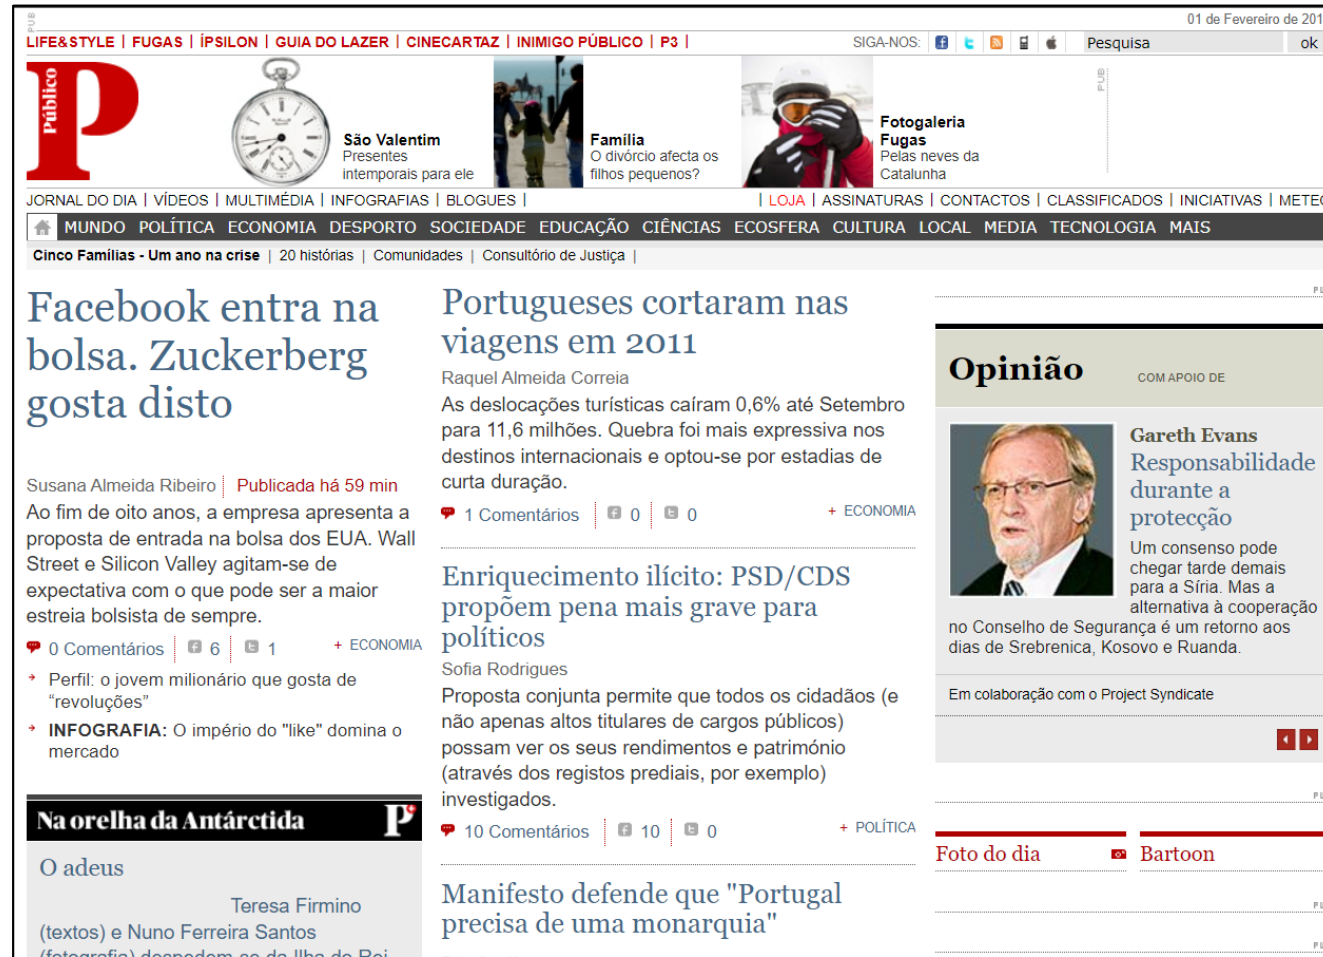 PUB
01 de Fevereiro de 201
LIFE&STYLE | FUGAS | ÍPSILON | GUIA DO LAZER | CINECARTAZ | INIMIGO PÚBLICO | P3 |
SIGA-NOS:
Pesquisa
ok
Público
P
São Valentim
Presentes
intemporais para ele
Família
O divórcio afecta os
filhos pequenos?
Fotogaleria
Fugas
Pelas neves da
Catalunha
PUB
JORNAL DO DIA | VÍDEOS | MULTIMÉDIA | INFOGRAFIAS | BLOGUES |
| LOJA | ASSINATURAS | CONTACTOS | CLASSIFICADOS | INICIATIVAS | METEO
MUNDO POLÍTICA ECONOMIA DESPORTO SOCIEDADE EDUCAÇÃO CIÊNCIAS ECOSFERA CULTURA LOCAL MEDIA TECNOLOGIA MAIS
Cinco Famílias - Um ano na crise | 20 histórias | Comunidades | Consultório de Justiça |
Facebook entra na
bolsa. Zuckerberg
gosta disto
Susana Almeida Ribeiro Publicada há 59 min
Ao fim de oito anos, a empresa apresenta a
proposta de entrada na bolsa dos EUA. Wall
Street e Silicon Valley agitam-se de
expectativa com o que pode ser a maior
estreia bolsista de sempre.
0 Comentários 6 1 + ECONOMIA
Perfil: o jovem milionário que gosta de
“revoluções”
INFOGRAFIA: O império do "like" domina o
mercado
Na orelha da Antárctida P+
O adeus
Teresa Firmino
(textos) e Nuno Ferreira Santos
(fotografia) despedem-se da Ilha do Rei
Portugueses cortaram nas
viagens em 2011
Raquel Almeida Correia
As deslocações turísticas caíram 0,6% até Setembro
para 11,6 milhões. Quebra foi mais expressiva nos
destinos internacionais e optou-se por estadias de
curta duração.
1 Comentários 0 0 + ECONOMIA
Enriquecimento ilícito: PSD/CDS
propõem pena mais grave para
políticos
Sofia Rodrigues
Proposta conjunta permite que todos os cidadãos (e
não apenas altos titulares de cargos públicos)
possam ver os seus rendimentos e património
(através dos registos prediais, por exemplo)
investigados.
10 Comentários 10 0 + POLÍTICA
Manifesto defende que "Portugal
precisa de uma monarquia"
Opinião COM APOIO DE
Gareth Evans
Responsabilidade
durante a
protecção
Um consenso pode
chegar tarde demais
para a Síria. Mas a
alternativa à cooperação
no Conselho de Segurança é um retorno aos
dias de Srebrenica, Kosovo e Ruanda.
Em colaboração com o Project Syndicate
Foto do dia
Bartoon